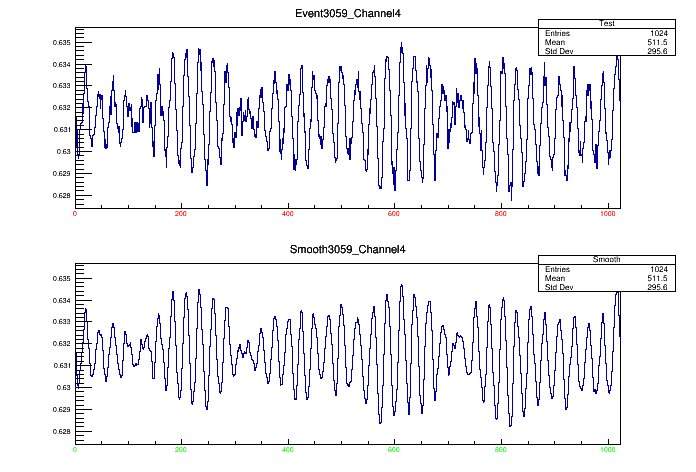 Event3059_Channel4
Test
Entries 1024
Mean 511.5
Std Dev 295.6
0.635
0.634
0.633
0.632
0.631
0.63
0.629
0.628
0 200 400 600 800 1000
Smooth3059_Channel4
Smooth
Entries 1024
Mean 511.5
Std Dev 295.6
0.635
0.634
0.633
0.632
0.631
0.63
0.629
0.628
0 200 400 600 800 1000